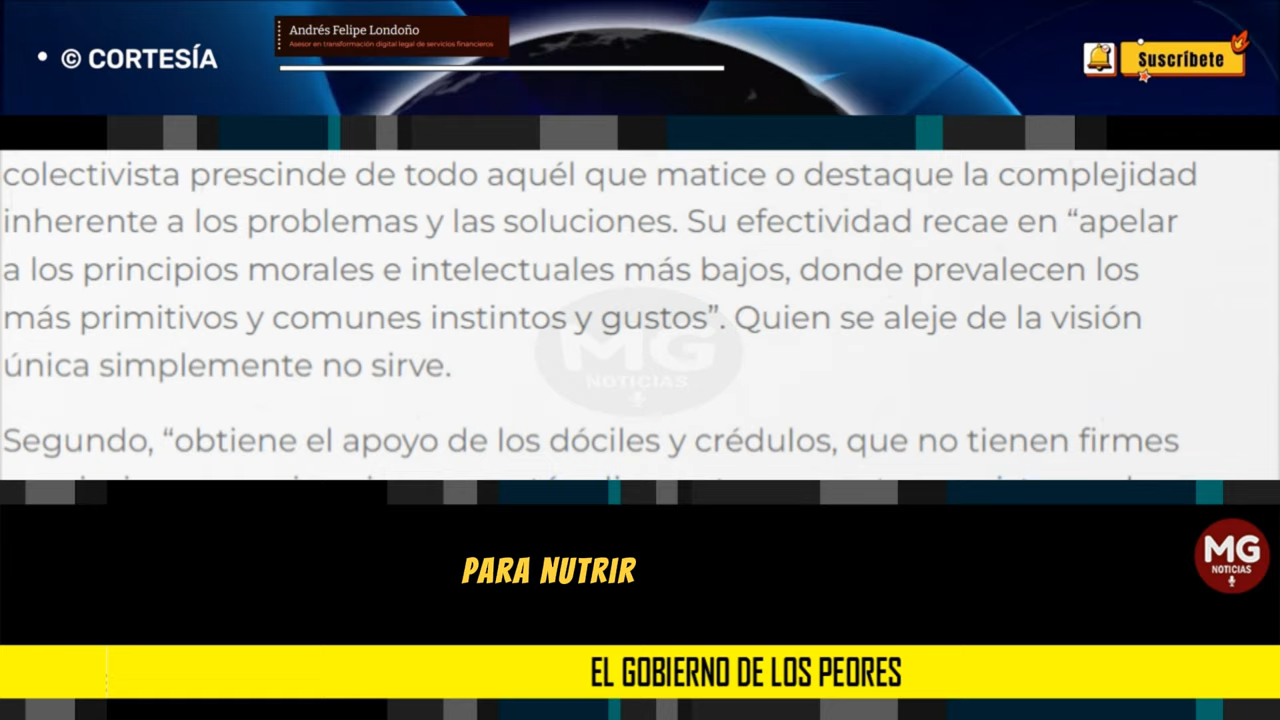 • © CORTESÍA
Andrés Felipe Londoño
Asesor en transformación digital legal de servicios financieros
Suscríbete
colectivista prescinde de todo aquél que matice o destaque la complejidad
inherente a los problemas y las soluciones. Su efectividad recae en “apelar
a los principios morales e intelectuales más bajos, donde prevalecen los
más primitivos y comunes instintos y gustos”. Quien se aleje de la visión
única simplemente no sirve.
MG
NOTICIAS
Segundo, “obtiene el apoyo de los dóciles y crédulos, que no tienen firmes
PARA NUTRIR
MG
NOTICIAS
EL GOBIERNO DE LOS PEORES